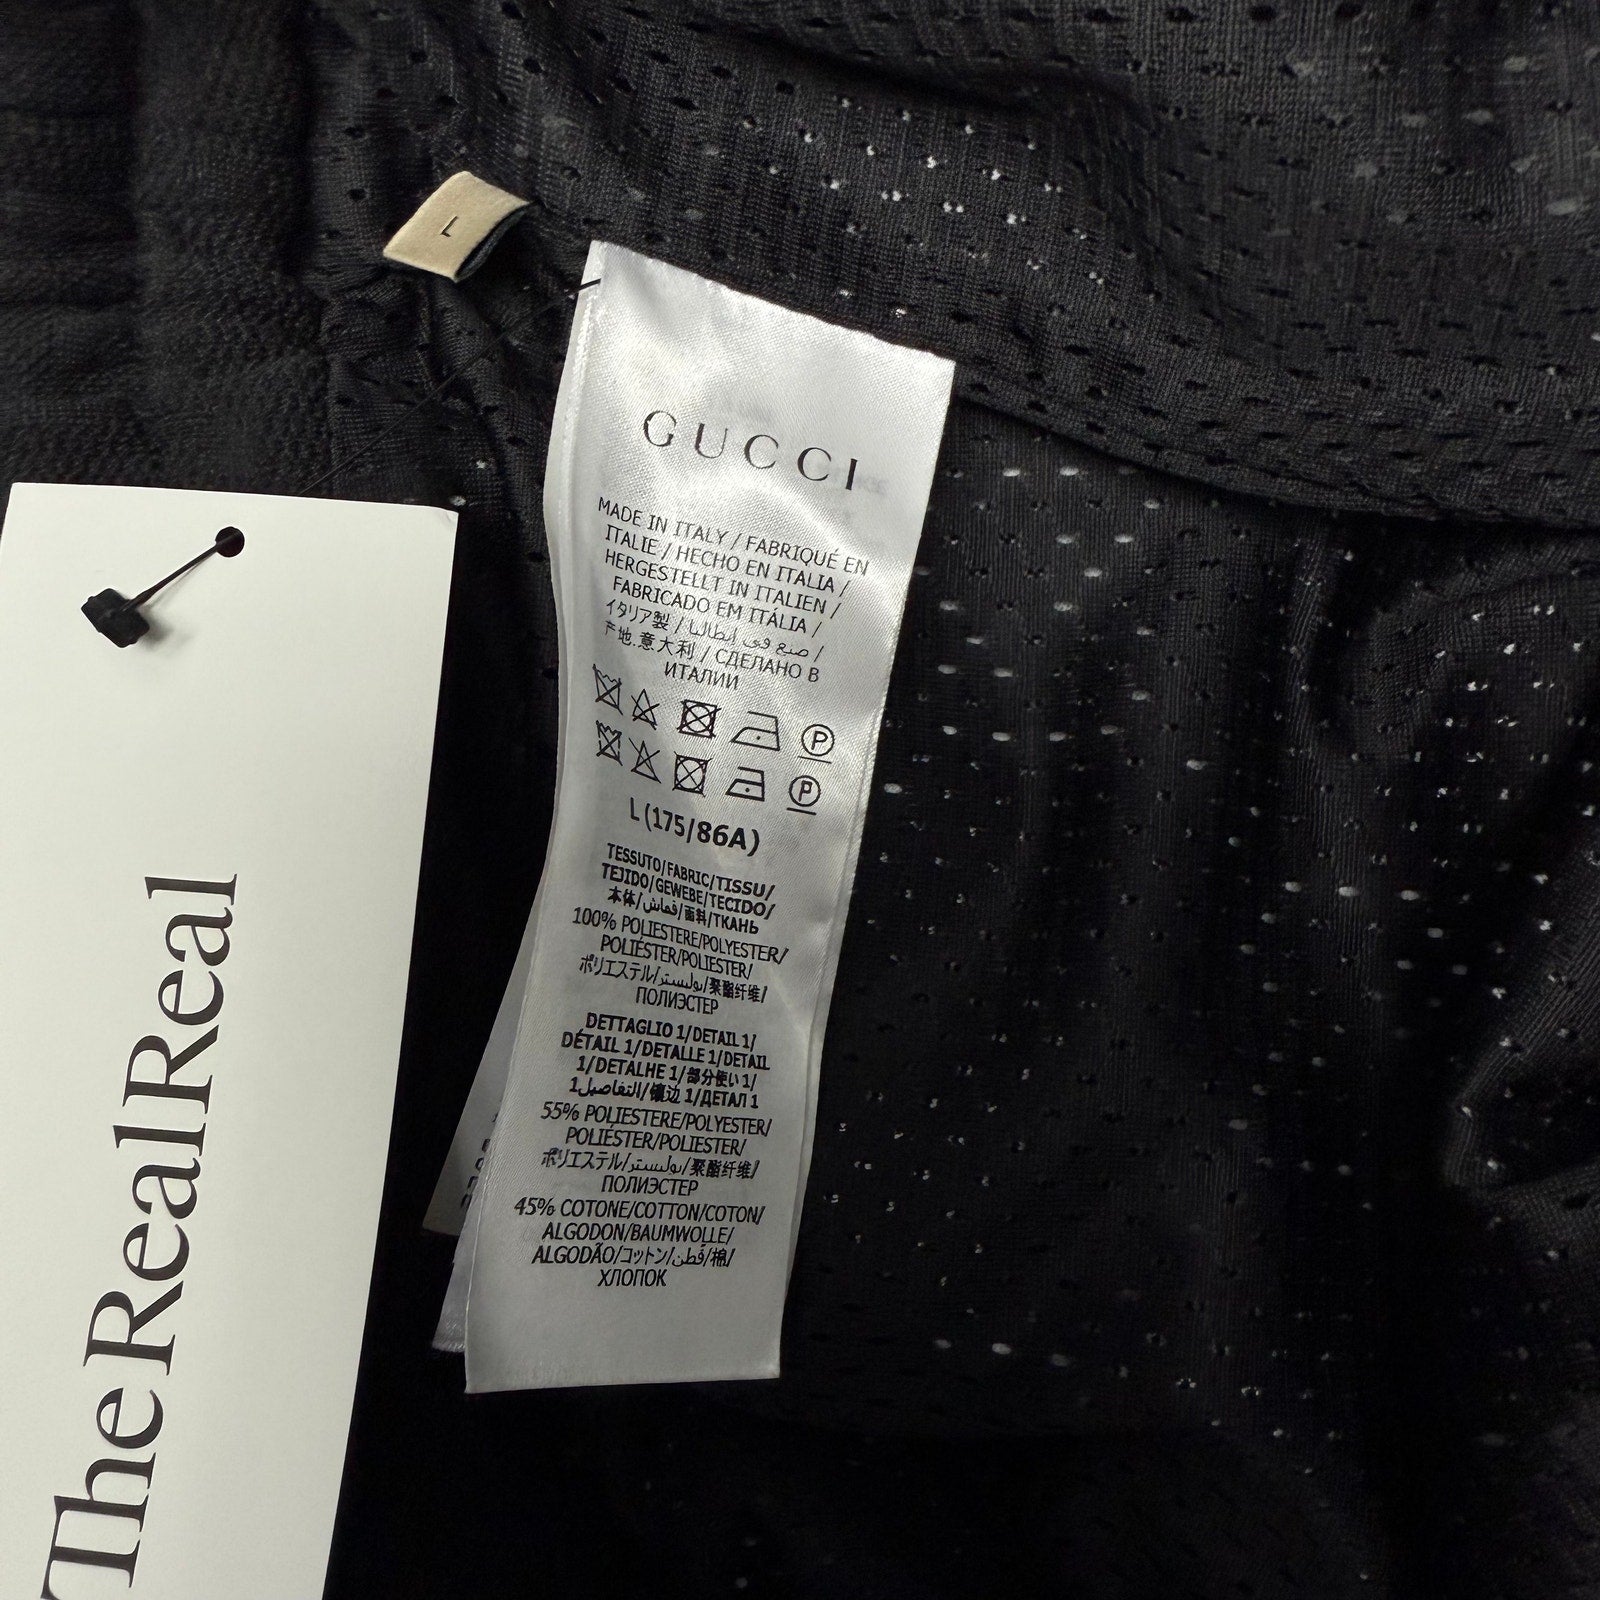 L
GUCCI
MADE IN ITALY / FABRIQUÉ EN
ITALIE / HECHO EN ITALIA /
HERGESTELLT IN ITALIEN /
FABRICADO EM ITÁLIA /
イタリア製 / صنع في إيطاليا /
产地.意大利 / СДЕЛАНО В
ИТАЛИИ
P
P
L (175/86A)
TESSUTO/FABRIC/TISSU/
TEJIDO/GEWEBE/TECIDO/
本体/قماش/面料/ТКАНЬ
100% POLIESTERE/POLYESTER/
POLIÉSTER/POLIESTER/
ポリエステル/بوليستر/聚酯纤维/
ПОЛИЭСТЕР
DETTAGLIO 1/DETAIL 1/
DÉTAIL 1/DETALLE 1/DETAIL
1/DETALHE 1/部分使い 1/
التفاصيل1/镶边 1/ДЕТАЛ 1
55% POLIESTERE/POLYESTER/
POLIÉSTER/POLIESTER/
ポリエステル/بوليستر/聚酯纤维/
ПОЛИЭСТЕР
45% COTONE/COTTON/COTON/
ALGODON/BAUMWOLLE/
ALGODÃO/コットン/قطن/棉/
ХЛОПОК
TheRealReal